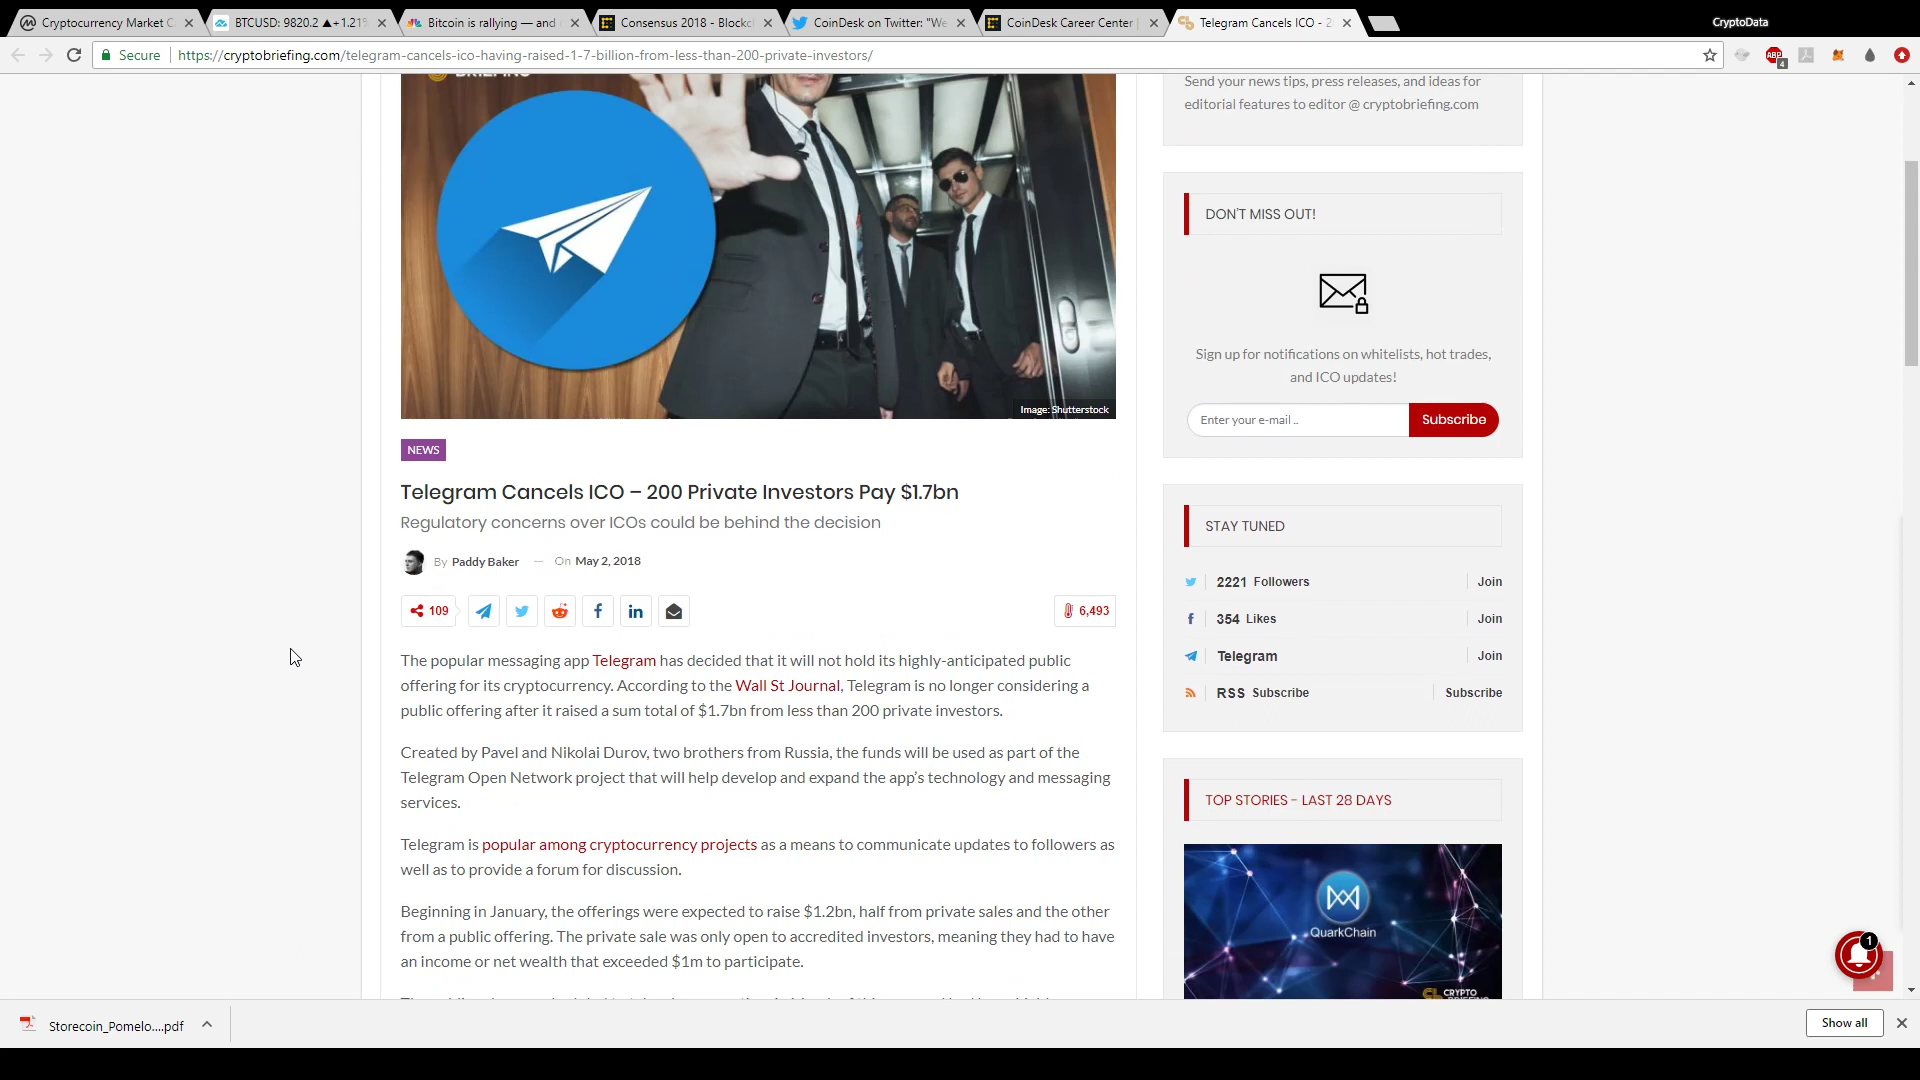 Cryptocurrency Market C
BTCUSD: 9820.2 ▲+1.21%
Bitcoin is rallying — and
Consensus 2018 - Blockc
CoinDesk on Twitter: "We
CoinDesk Career Center |
Telegram Cancels ICO - 2
CryptoData
Secure
https://cryptobriefing.com/telegram-cancels-ico-having-raised-1-7-billion-from-less-than-200-private-investors/
ABP
4
BRIEFING
Image: Shutterstock
NEWS
Telegram Cancels ICO – 200 Private Investors Pay $1.7bn
Regulatory concerns over ICOs could be behind the decision
By Paddy Baker — On May 2, 2018
109
6,493
The popular messaging app Telegram has decided that it will not hold its highly-anticipated public
offering for its cryptocurrency. According to the Wall St Journal, Telegram is no longer considering a
public offering after it raised a sum total of $1.7bn from less than 200 private investors.
Created by Pavel and Nikolai Durov, two brothers from Russia, the funds will be used as part of the
Telegram Open Network project that will help develop and expand the app's technology and messaging
services.
Telegram is popular among cryptocurrency projects as a means to communicate updates to followers as
well as to provide a forum for discussion.
Beginning in January, the offerings were expected to raise $1.2bn, half from private sales and the other
from a public offering. The private sale was only open to accredited investors, meaning they had to have
an income or net wealth that exceeded $1m to participate.
Send your news tips, press releases, and ideas for
editorial features to editor @ cryptobriefing.com
DON'T MISS OUT!
Sign up for notifications on whitelists, hot trades,
and ICO updates!
Enter your e-mail ..
Subscribe
STAY TUNED
2221 Followers
Join
354 Likes
Join
Telegram
Join
RSS Subscribe
Subscribe
TOP STORIES - LAST 28 DAYS
QuarkChain
CRYPTO
1
Storecoin_Pomelo....pdf
Show all